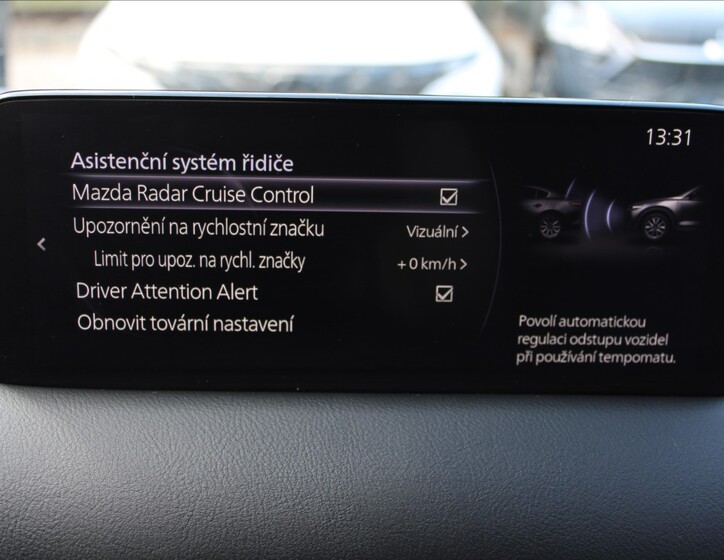 13:31
Asistenční systém řidiče
Mazda Radar Cruise Control
Upozornění na rychlostní značku Vizuální >
Limit pro upoz. na rychl. značky + 0 km/h >
Driver Attention Alert
Obnovit tovární nastavení
Povolí automatickou
regulaci odstupu vozidel
při používání tempomatu.